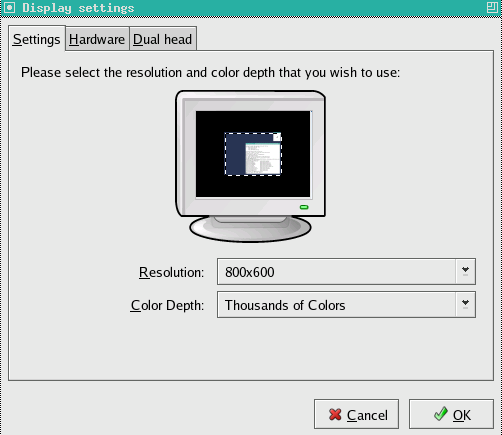 Display settings
Settings Hardware Dual head
Please select the resolution and color depth that you wish to use:
Resolution: 800x600
Color Depth: Thousands of Colors
Cancel OK